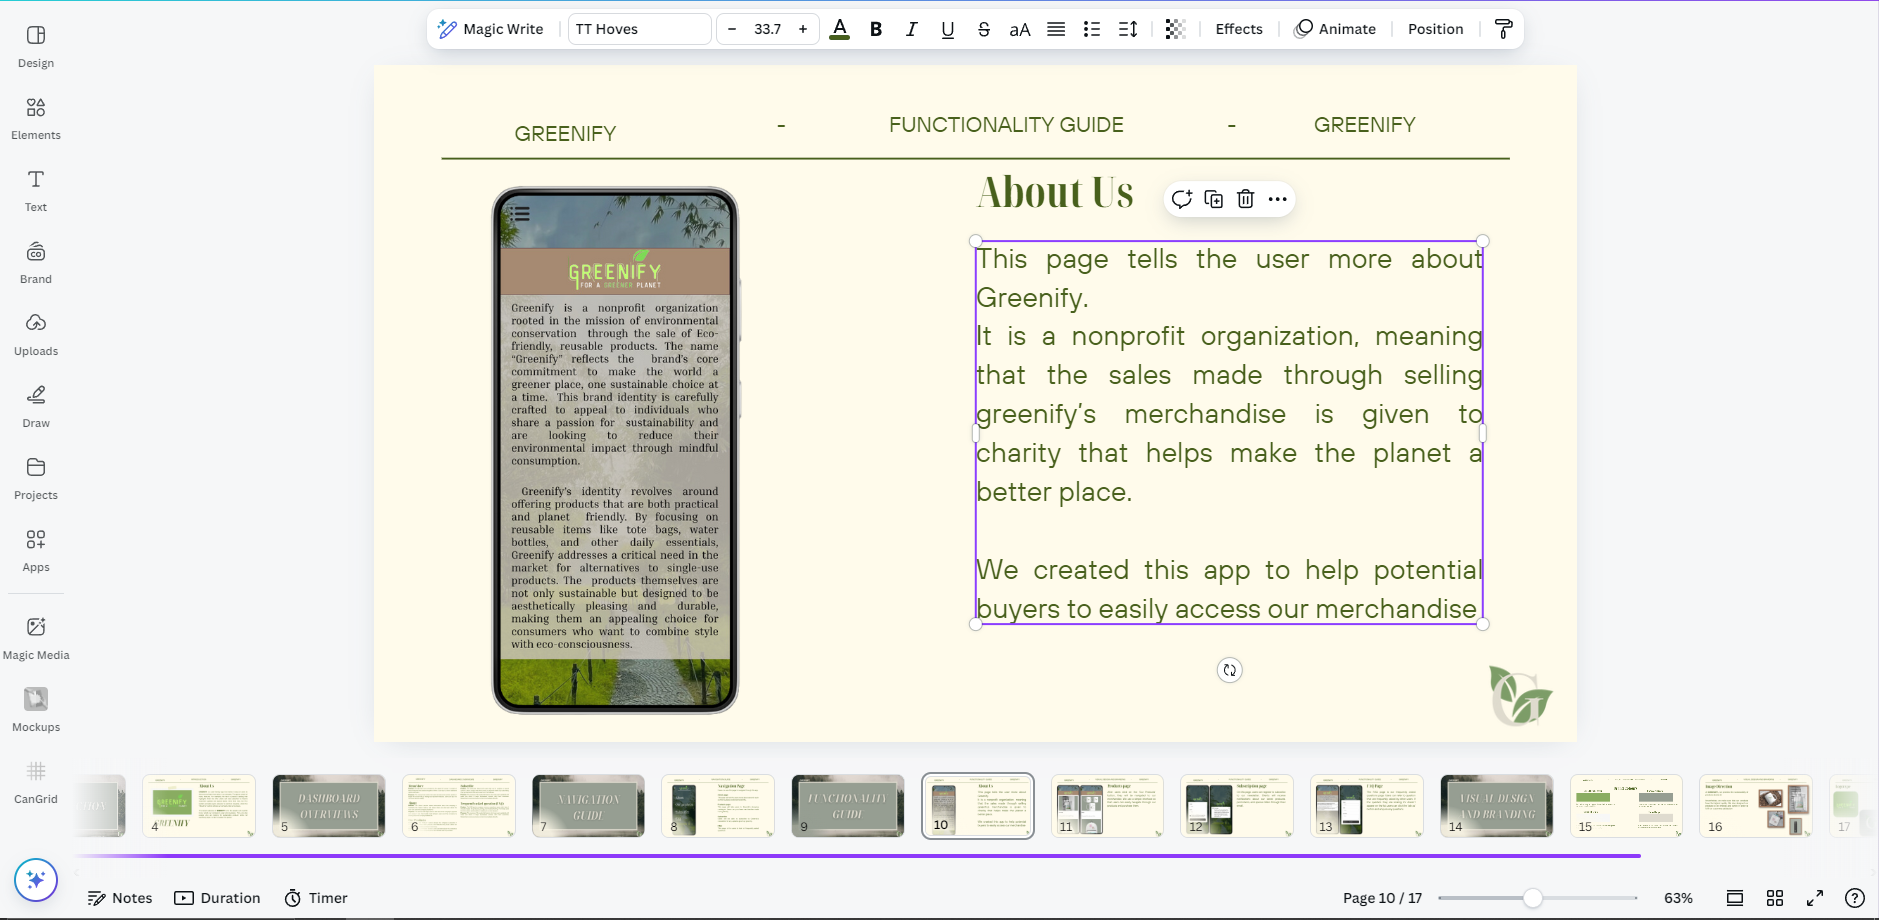 Magic Write
TT Hoves
− 33.7 +
A B I U S aA
Effects
Animate
Position
Design
Elements
Text
Brand
Uploads
Draw
Projects
Apps
Magic Media
Mockups
CanGrid
GREENIFY - FUNCTIONALITY GUIDE - GREENIFY
About Us
This page tells the user more about
Greenify.
It is a nonprofit organization, meaning
that the sales made through selling
greenify's merchandise is given to
charity that helps make the planet a
better place.
We created this app to help potential
buyers to easily access our merchandise
GREENIFY
FOR A GREENER PLANET
Greenify is a nonprofit organization
rooted in the mission of environmental
conservation through the sale of Eco-
friendly, reusable products. The name
“Greenify” reflects the brand's core
commitment to make the world a
greener place, one sustainable choice at
a time. This brand identity is carefully
crafted to appeal to individuals who
share a passion for sustainability and
are looking to reduce their
environmental impact through mindful
consumption.
Greenify's identity revolves around
offering products that are both practical
and planet friendly. By focusing on
reusable items like tote bags, water
bottles, and other daily essentials,
Greenify addresses a critical need in the
market for alternatives to single-use
products. The products themselves are
not only sustainable but designed to be
aesthetically pleasing and durable,
making them an appealing choice for
consumers who want to combine style
with eco-consciousness.
G
4
About Us
GREENIFY
5
DASHBOARD
OVERVIEWS
6
7
NAVIGATION
GUIDE
8
Navigation Page
9
FUNCTIONALITY
GUIDE
10
About Us
11
Products page
12
Subscription page
13
14
VISUAL DESIGN
AND BRANDING
15
16
17
Notes
Duration
Timer
Page 10 / 17
63%